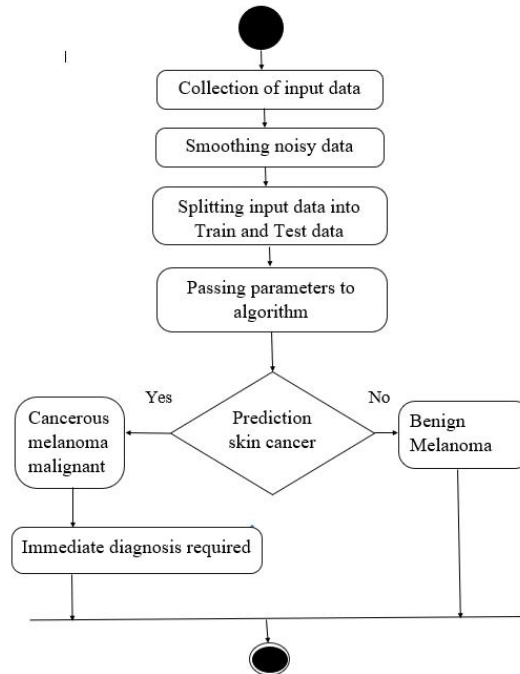 Collection of input data
Smoothing noisy data
Splitting input data into
Train and Test data
Passing parameters to
algorithm
Yes
No
Prediction
skin cancer
Cancerous
melanoma
malignant
Benign
Melanoma
Immediate diagnosis required